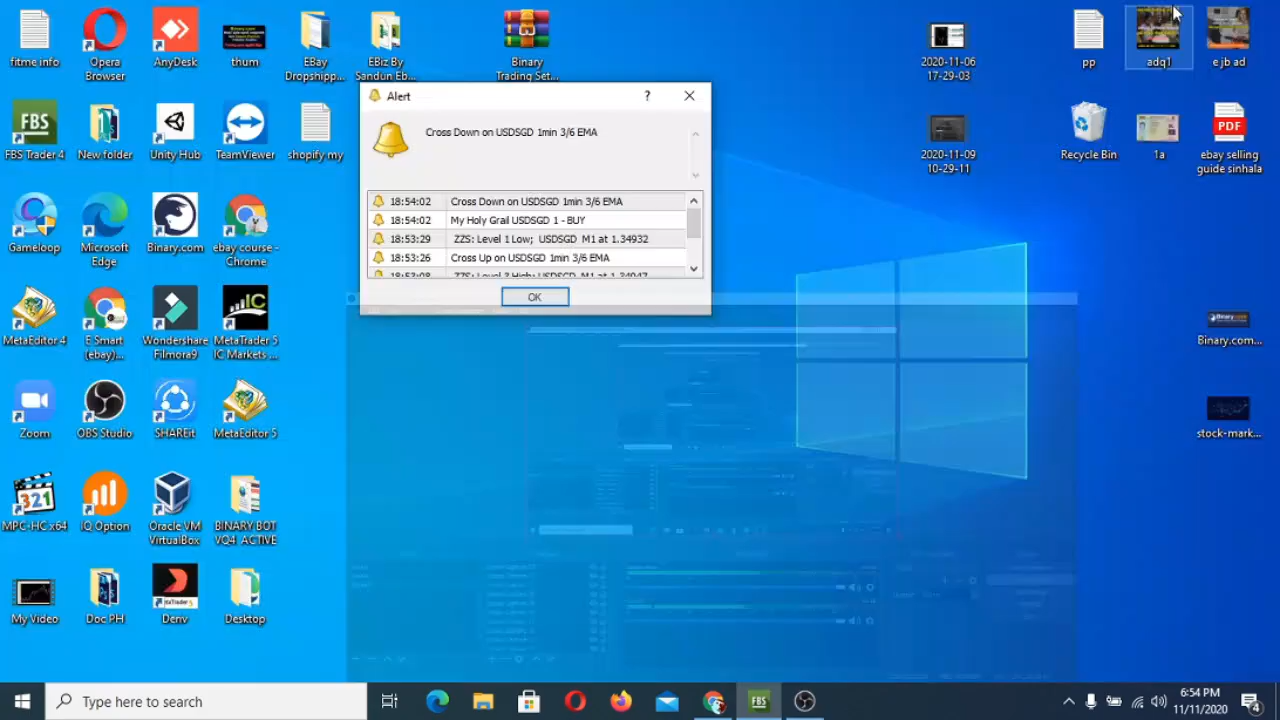 fitme info
Opera
Browser
AnyDesk
thum
EBay
Dropshipp...
EBiz By
Sandun Eb...
Binary
Trading Set...
2020-11-06
17-29-03
pp
adq1
e.jb ad
FBS
FBS Trader 4
New folder
Unity Hub
TeamViewer
shopify my
Alert
?
Cross Down on USDSGD 1min 3/6 EMA
18:54:02 Cross Down on USDSGD 1min 3/6 EMA
18:54:02 My Holy Grail USDSGD 1 - BUY
18:53:29 ZZS: Level 1 Low; USDSGD M1 at 1.34932
18:53:26 Cross Up on USDSGD 1min 3/6 EMA
OK
2020-11-09
10-29-11
Recycle Bin
1a
PDF
ebay selling
guide sinhala
Gameloop
Microsoft
Edge
Binary.com
ebay course -
Chrome
MetaEditor 4
E Smart
(ebay)...
Wondershare
Filmora9
IC
MetaTrader 5
IC Markets ...
Binary.com...
Zoom
OBS Studio
SHAREit
MetaEditor 5
stock-mark...
321
MPC-HC x64
IQ Option
Oracle VM
VirtualBox
BINARY BOT
VQ4 ACTIVE
My Video
Doc PH
Denv
Desktop
Type here to search
FBS
6:54 PM
11/11/2020
4